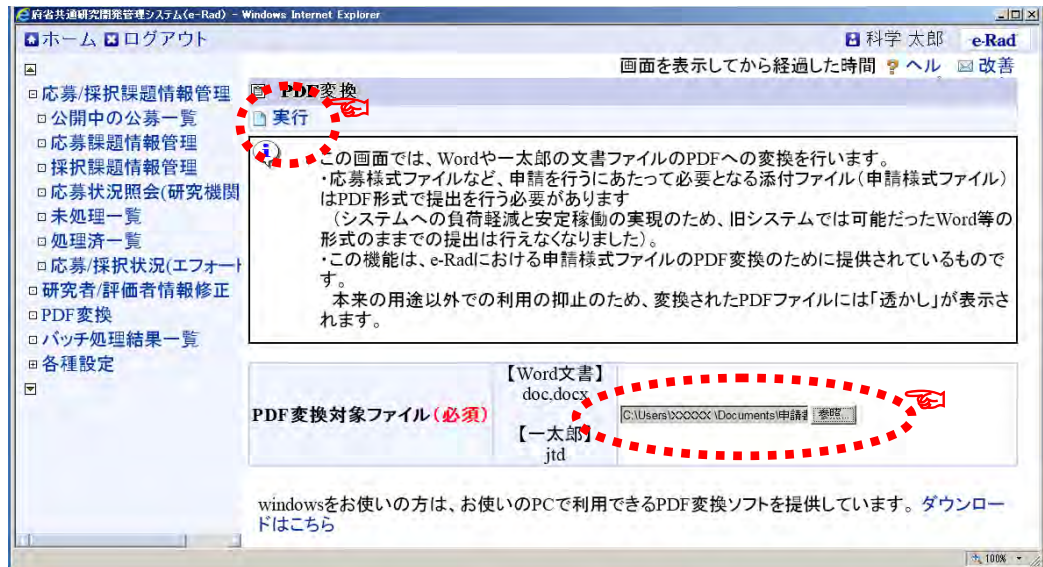 府省共通研究開発管理システム(e-Rad) - Windows Internet Explorer
ホーム ログアウト 科学 太郎 e-Rad
画面を表示してから経過した時間 ヘル 改善
応募/採択課題情報管理
公開中の公募一覧
応募課題情報管理
採択課題情報管理
応募状況照会(研究機関
未処理一覧
処理済一覧
応募/採択状況(エフォート
研究者/評価者情報修正
PDF変換
バッチ処理結果一覧
各種設定
PDF変換
実行
この画面では、Wordや一太郎の文書ファイルのPDFへの変換を行います。
・応募様式ファイルなど、申請を行うにあたって必要となる添付ファイル(申請様式ファイル)
はPDF形式で提出を行う必要があります
(システムへの負荷軽減と安定稼働の実現のため、旧システムでは可能だったWord等の
形式のままでの提出は行えなくなりました)。
・この機能は、e-Radにおける申請様式ファイルのPDF変換のために提供されているもので
す。
本来の用途以外での利用の抑止のため、変換されたPDFファイルには「透かし」が表示さ
れます。
PDF変換対象ファイル(必須)
【Word文書】
doc,docx
【一太郎】
jtd
C:\Users\XXXXXX\Documents\申請書 参照...
windowsをお使いの方は、お使いのPCで利用できるPDF変換ソフトを提供しています。ダウンロー
ドはこちら
100%